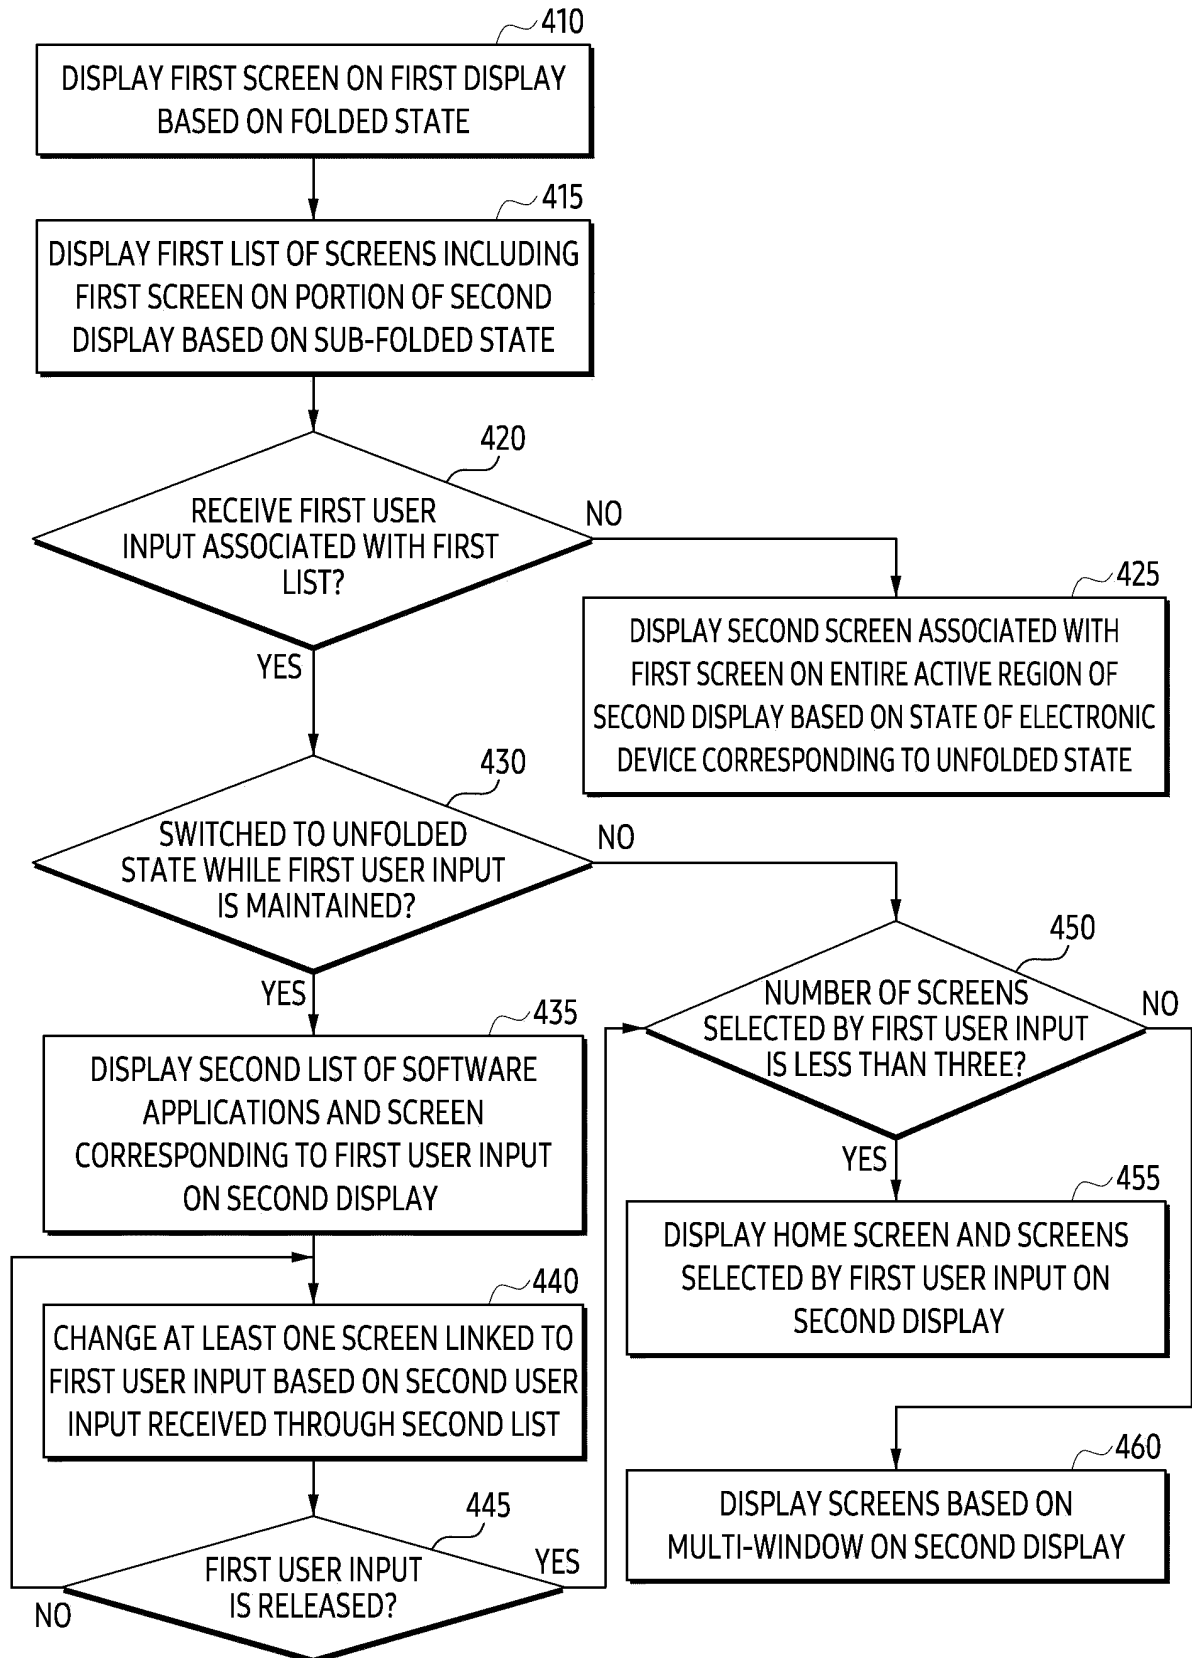 410
DISPLAY FIRST SCREEN ON FIRST DISPLAY
BASED ON FOLDED STATE
415
DISPLAY FIRST LIST OF SCREENS INCLUDING
FIRST SCREEN ON PORTION OF SECOND
DISPLAY BASED ON SUB-FOLDED STATE
420
RECEIVE FIRST USER
INPUT ASSOCIATED WITH FIRST
LIST?
NO
YES
425
DISPLAY SECOND SCREEN ASSOCIATED WITH
FIRST SCREEN ON ENTIRE ACTIVE REGION OF
SECOND DISPLAY BASED ON STATE OF ELECTRONIC
DEVICE CORRESPONDING TO UNFOLDED STATE
430
SWITCHED TO UNFOLDED
STATE WHILE FIRST USER INPUT
IS MAINTAINED?
NO
YES
435
DISPLAY SECOND LIST OF SOFTWARE
APPLICATIONS AND SCREEN
CORRESPONDING TO FIRST USER INPUT
ON SECOND DISPLAY
440
CHANGE AT LEAST ONE SCREEN LINKED TO
FIRST USER INPUT BASED ON SECOND USER
INPUT RECEIVED THROUGH SECOND LIST
445
FIRST USER INPUT
IS RELEASED?
NO
YES
450
NUMBER OF SCREENS
SELECTED BY FIRST USER INPUT
IS LESS THAN THREE?
NO
YES
455
DISPLAY HOME SCREEN AND SCREENS
SELECTED BY FIRST USER INPUT ON
SECOND DISPLAY
460
DISPLAY SCREENS BASED ON
MULTI-WINDOW ON SECOND DISPLAY